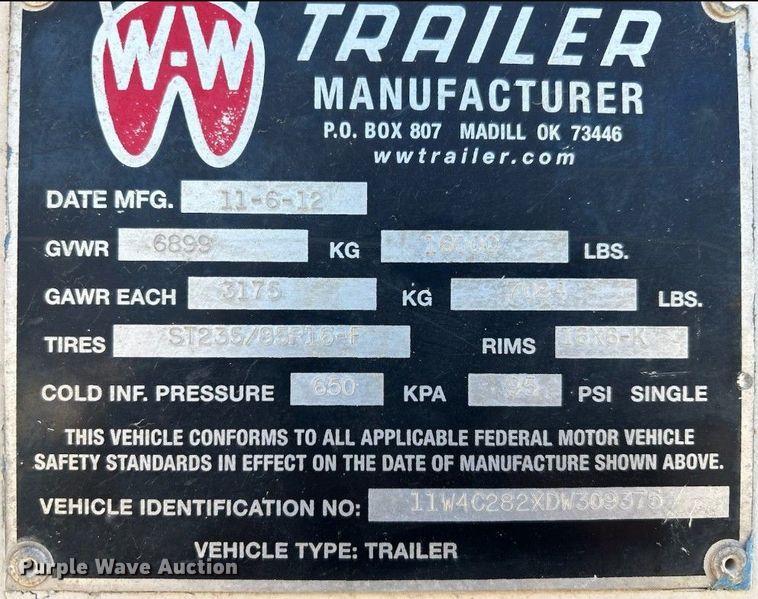 W-W TRAILER
MANUFACTURER
P.O. BOX 807 MADILL OK 73446
wwtrailer.com
DATE MFG. 11-6-12
GVWR 6899 KG LBS.
GAWR EACH 3175 KG LBS.
TIRES RIMS 16X6-K
COLD INF. PRESSURE 650 KPA 95 PSI SINGLE
THIS VEHICLE CONFORMS TO ALL APPLICABLE FEDERAL MOTOR VEHICLE
SAFETY STANDARDS IN EFFECT ON THE DATE OF MANUFACTURE SHOWN ABOVE.
VEHICLE IDENTIFICATION NO: 11W4C282XDW309375
VEHICLE TYPE: TRAILER
Purple Wave Auction